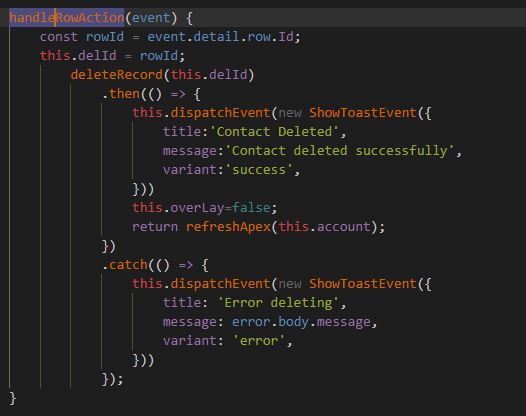 handleRowAction(event) {
    const rowId = event.detail.row.Id;
    this.delId = rowId;
        deleteRecord(this.delId)
            .then(() => {
                this.dispatchEvent(new ShowToastEvent({
                    title:'Contact Deleted',
                    message:'Contact deleted successfully',
                    variant:'success',
                }))
                this.overLay=false;
                return refreshApex(this.account);
            })
            .catch(() => {
                this.dispatchEvent(new ShowToastEvent({
                    title: 'Error deleting',
                    message: error.body.message,
                    variant: 'error',
                }))
            });
}